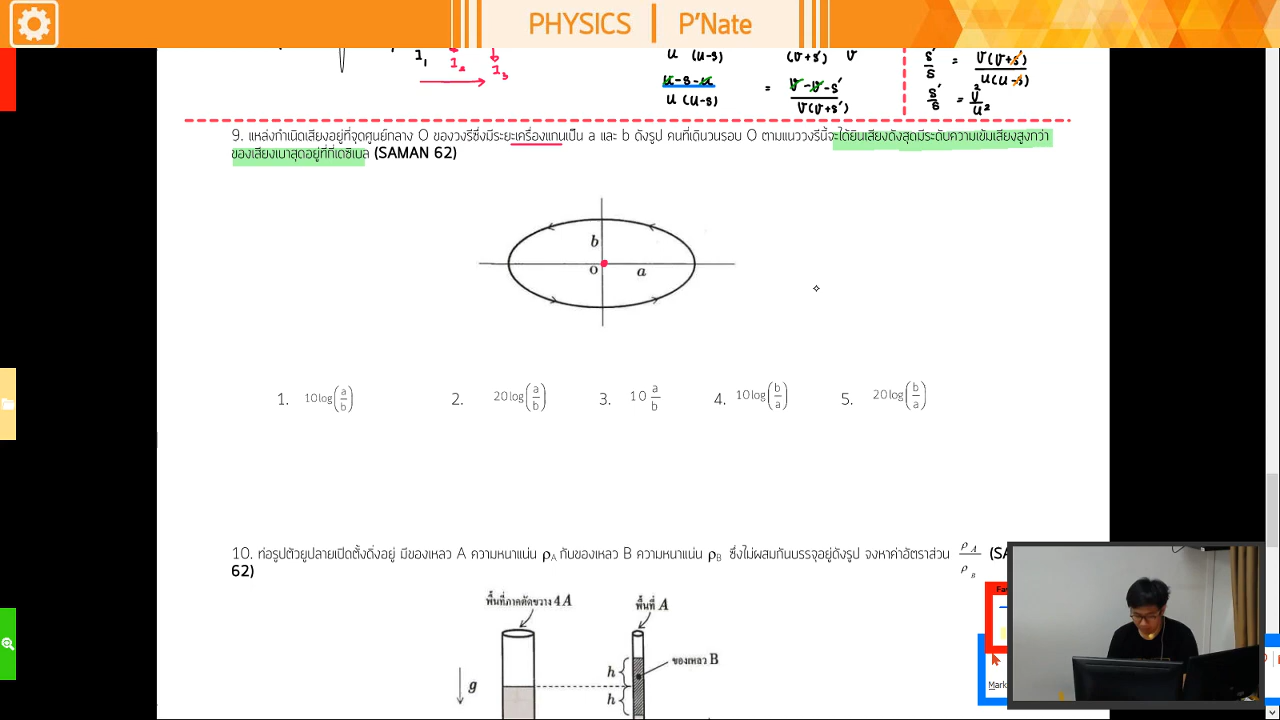 PHYSICS P'Nate
I₁ I₂ I₃
u (u-s) (v+s') v
u-s-u / u (u-s) = v-v-s' / v(v+s')
s'/s = v(v+s') / u(u-s)
s'/s = v²/u²
9. แหล่งกำเนิดเสียงอยู่ที่จุดศูนย์กลาง O ของวงรีซึ่งมีระยะเครื่องแกนเป็น a และ b ดังรูป คนที่เดินวนรอบ O ตามแนววงรีนี้จะได้ยินเสียงดังสุดมีระดับความเข้มเสียงสูงกว่า
ของเสียงเบาสุดอยู่ที่กี่เดซิเบล (SAMAN 62)
b
O a
1. 10log(a/b) 2. 20log(a/b) 3. 10 a/b 4. 10log(b/a) 5. 20log(b/a)
10. ท่อรูปตัวยูปลายเปิดตั้งดิ่งอยู่ มีของเหลว A ความหนาแน่น ρA กับของเหลว B ความหนาแน่น ρB ซึ่งไม่ผสมกันบรรจุอยู่ดังรูป จงหาค่าอัตราส่วน ρA/ρB
62)
พื้นที่ภาคตัดขวาง 4A พื้นที่ A
ของเหลว B
h
g
h